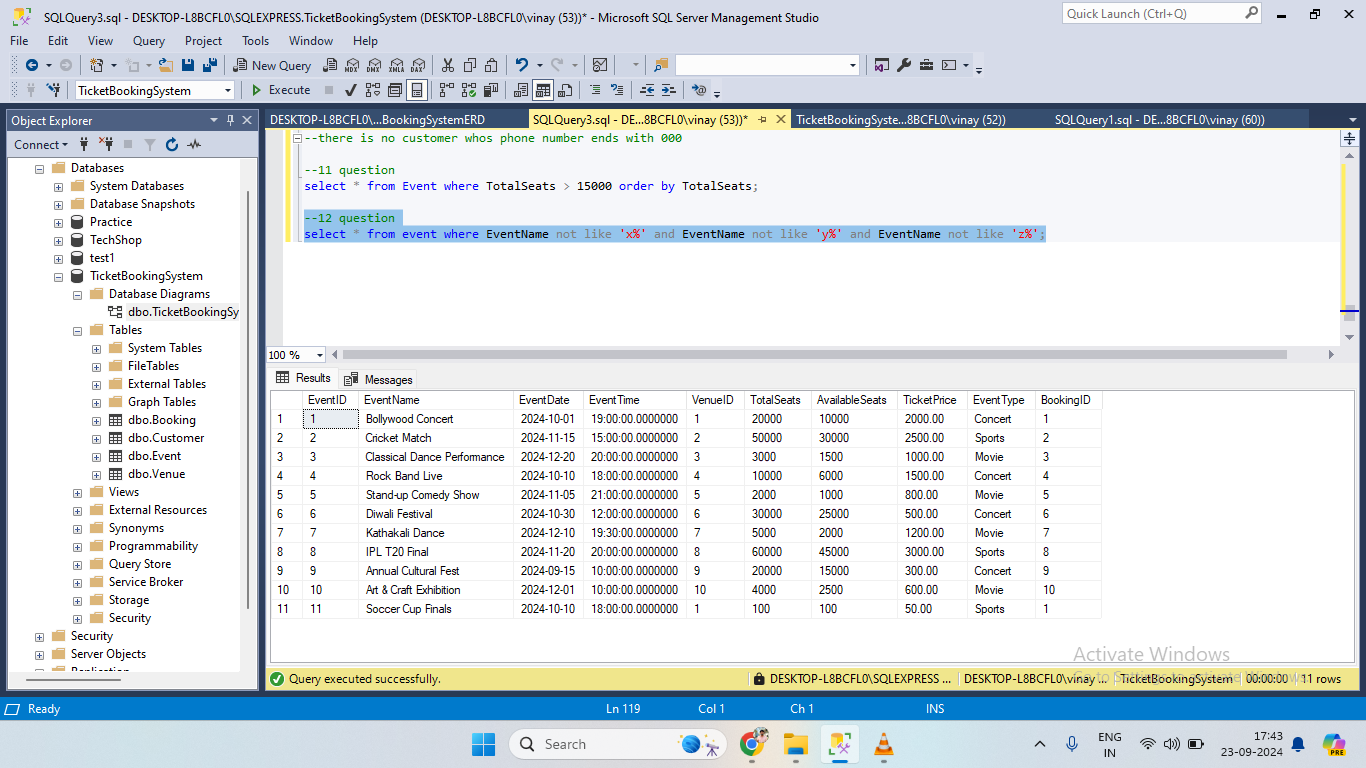 SQLQuery3.sql - DESKTOP-L8BCFL0\SQLEXPRESS.TicketBookingSystem (DESKTOP-L8BCFL0\vinay (53))* - Microsoft SQL Server Management Studio
Quick Launch (Ctrl+Q)
File Edit View Query Project Tools Window Help
New Query MDX DMX XMLA DAX
TicketBookingSystem Execute
Object Explorer
Connect
Databases
System Databases
Database Snapshots
Practice
TechShop
test1
TicketBookingSystem
Database Diagrams
dbo.TicketBookingSy
Tables
System Tables
FileTables
External Tables
Graph Tables
dbo.Booking
dbo.Customer
dbo.Event
dbo.Venue
Views
External Resources
Synonyms
Programmability
Query Store
Service Broker
Storage
Security
Security
Server Objects
Replication
DESKTOP-L8BCFL0\...BookingSystemERD SQLQuery3.sql - DE...8BCFL0\vinay (53))* TicketBookingSyste...8BCFL0\vinay (52)) SQLQuery1.sql - DE...8BCFL0\vinay (60))
--there is no customer whos phone number ends with 000
--11 question
select * from Event where TotalSeats > 15000 order by TotalSeats;
--12 question
select * from event where EventName not like 'x%' and EventName not like 'y%' and EventName not like 'z%';
100 %
Results Messages
EventID EventName EventDate EventTime VenueID TotalSeats AvailableSeats TicketPrice EventType BookingID
1 1 Bollywood Concert 2024-10-01 19:00:00.0000000 1 20000 10000 2000.00 Concert 1
2 2 Cricket Match 2024-11-15 15:00:00.0000000 2 50000 30000 2500.00 Sports 2
3 3 Classical Dance Performance 2024-12-20 20:00:00.0000000 3 3000 1500 1000.00 Movie 3
4 4 Rock Band Live 2024-10-10 18:00:00.0000000 4 10000 6000 1500.00 Concert 4
5 5 Stand-up Comedy Show 2024-11-05 21:00:00.0000000 5 2000 1000 800.00 Movie 5
6 6 Diwali Festival 2024-10-30 12:00:00.0000000 6 30000 25000 500.00 Concert 6
7 7 Kathakali Dance 2024-12-10 19:30:00.0000000 7 5000 2000 1200.00 Movie 7
8 8 IPL T20 Final 2024-11-20 20:00:00.0000000 8 60000 45000 3000.00 Sports 8
9 9 Annual Cultural Fest 2024-09-15 10:00:00.0000000 9 20000 15000 300.00 Concert 9
10 10 Art & Craft Exhibition 2024-12-01 10:00:00.0000000 10 4000 2500 600.00 Movie 10
11 11 Soccer Cup Finals 2024-10-10 18:00:00.0000000 1 100 100 50.00 Sports 1
Activate Windows
Go to Settings to activate Windows.
Query executed successfully. DESKTOP-L8BCFL0\SQLEXPRESS ... DESKTOP-L8BCFL0\vinay ... TicketBookingSystem 00:00:00 11 rows
Ready Ln 119 Col 1 Ch 1 INS
Search
ENG
IN
17:43
23-09-2024
PRE